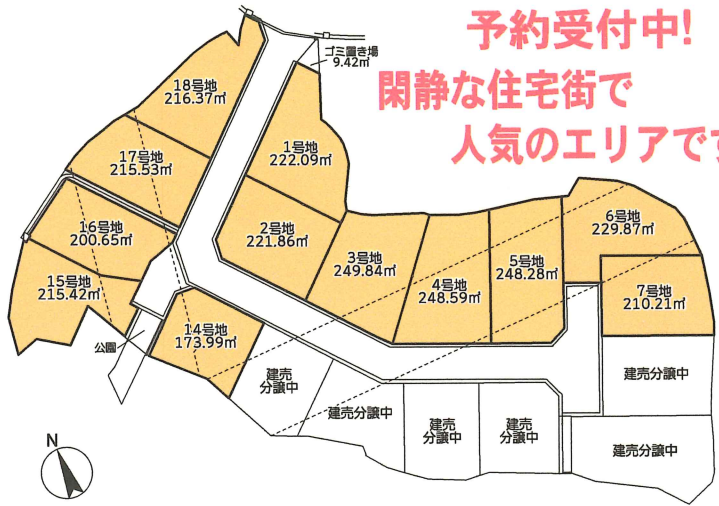 予約受付中!
閑静な住宅街で
人気のエリアです
ゴミ置き場
9.42㎡
18号地
216.37㎡
17号地
215.53㎡
16号地
200.65㎡
15号地
215.42㎡
1号地
222.09㎡
2号地
221.86㎡
3号地
249.84㎡
4号地
248.59㎡
5号地
248.28㎡
6号地
229.87㎡
7号地
210.21㎡
14号地
173.99㎡
公園
建売
分譲中
建売分譲中
建売
分譲中
建売
分譲中
建売分譲中
建売分譲中
N